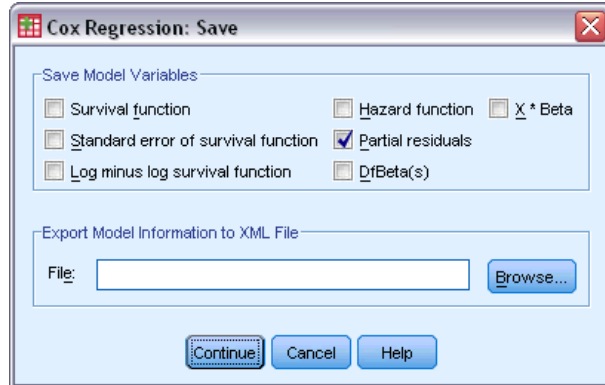 Cox Regression: Save
Save Model Variables
Survival function
Hazard function
X * Beta
Standard error of survival function
Partial residuals
Log minus log survival function
DfBeta(s)
Export Model Information to XML File
File:
Browse...
Continue
Cancel
Help